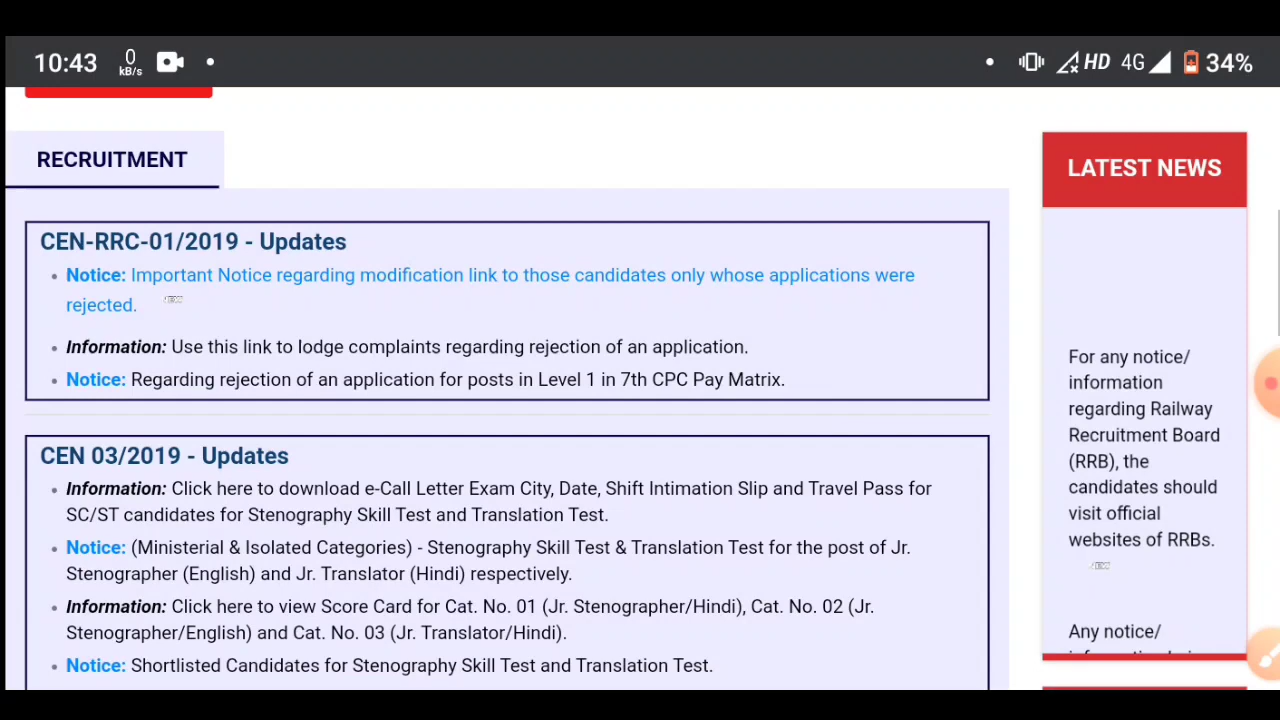 10:43 0 kB/s HD 4G 34%
RECRUITMENT
CEN-RRC-01/2019 - Updates
Notice: Important Notice regarding modification link to those candidates only whose applications were
rejected.
Information: Use this link to lodge complaints regarding rejection of an application.
Notice: Regarding rejection of an application for posts in Level 1 in 7th CPC Pay Matrix.
CEN 03/2019 - Updates
Information: Click here to download e-Call Letter Exam City, Date, Shift Intimation Slip and Travel Pass for
SC/ST candidates for Stenography Skill Test and Translation Test.
Notice: (Ministerial & Isolated Categories) - Stenography Skill Test & Translation Test for the post of Jr.
Stenographer (English) and Jr. Translator (Hindi) respectively.
Information: Click here to view Score Card for Cat. No. 01 (Jr. Stenographer/Hindi), Cat. No. 02 (Jr.
Stenographer/English) and Cat. No. 03 (Jr. Translator/Hindi).
Notice: Shortlisted Candidates for Stenography Skill Test and Translation Test.
LATEST NEWS
For any notice/
information
regarding Railway
Recruitment Board
(RRB), the
candidates should
visit official
websites of RRBs.
Any notice/